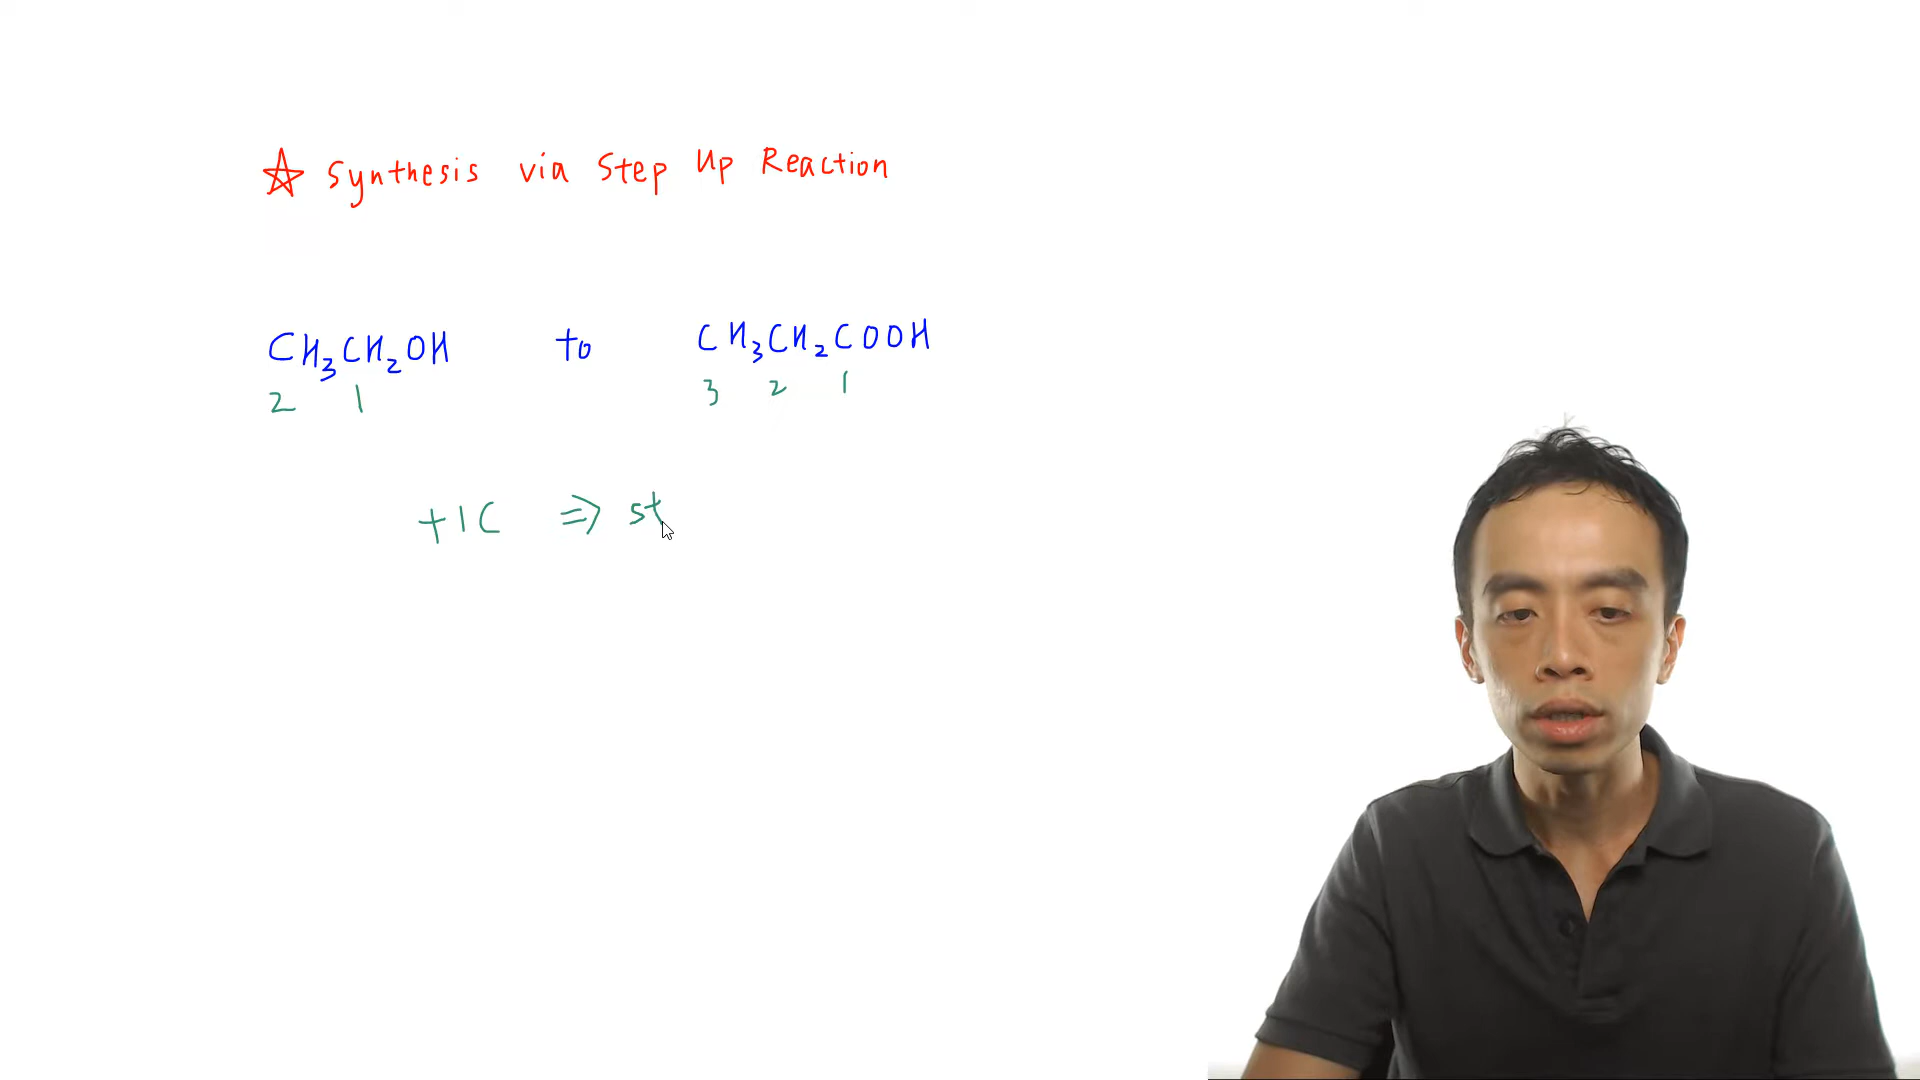 ☆ Synthesis via Step Up Reaction
CH₃CH₂OH to CH₃CH₂COOH
2 1 3 2 1
+1C ⇒ st